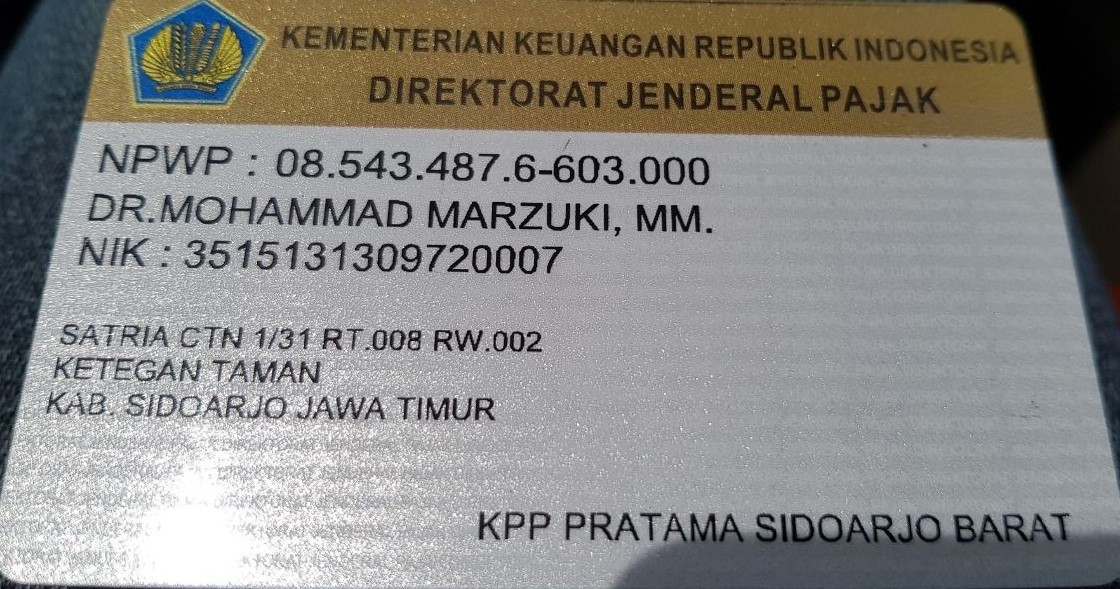 KEMENTERIAN KEUANGAN REPUBLIK INDONESIA
DIREKTORAT JENDERAL PAJAK
NPWP : 08.543.487.6-603.000
DR.MOHAMMAD MARZUKI, MM.
NIK : 3515131309720007
SATRIA CTN 1/31 RT.008 RW.002
KETEGAN TAMAN
KAB. SIDOARJO JAWA TIMUR
KPP PRATAMA SIDOARJO BARAT